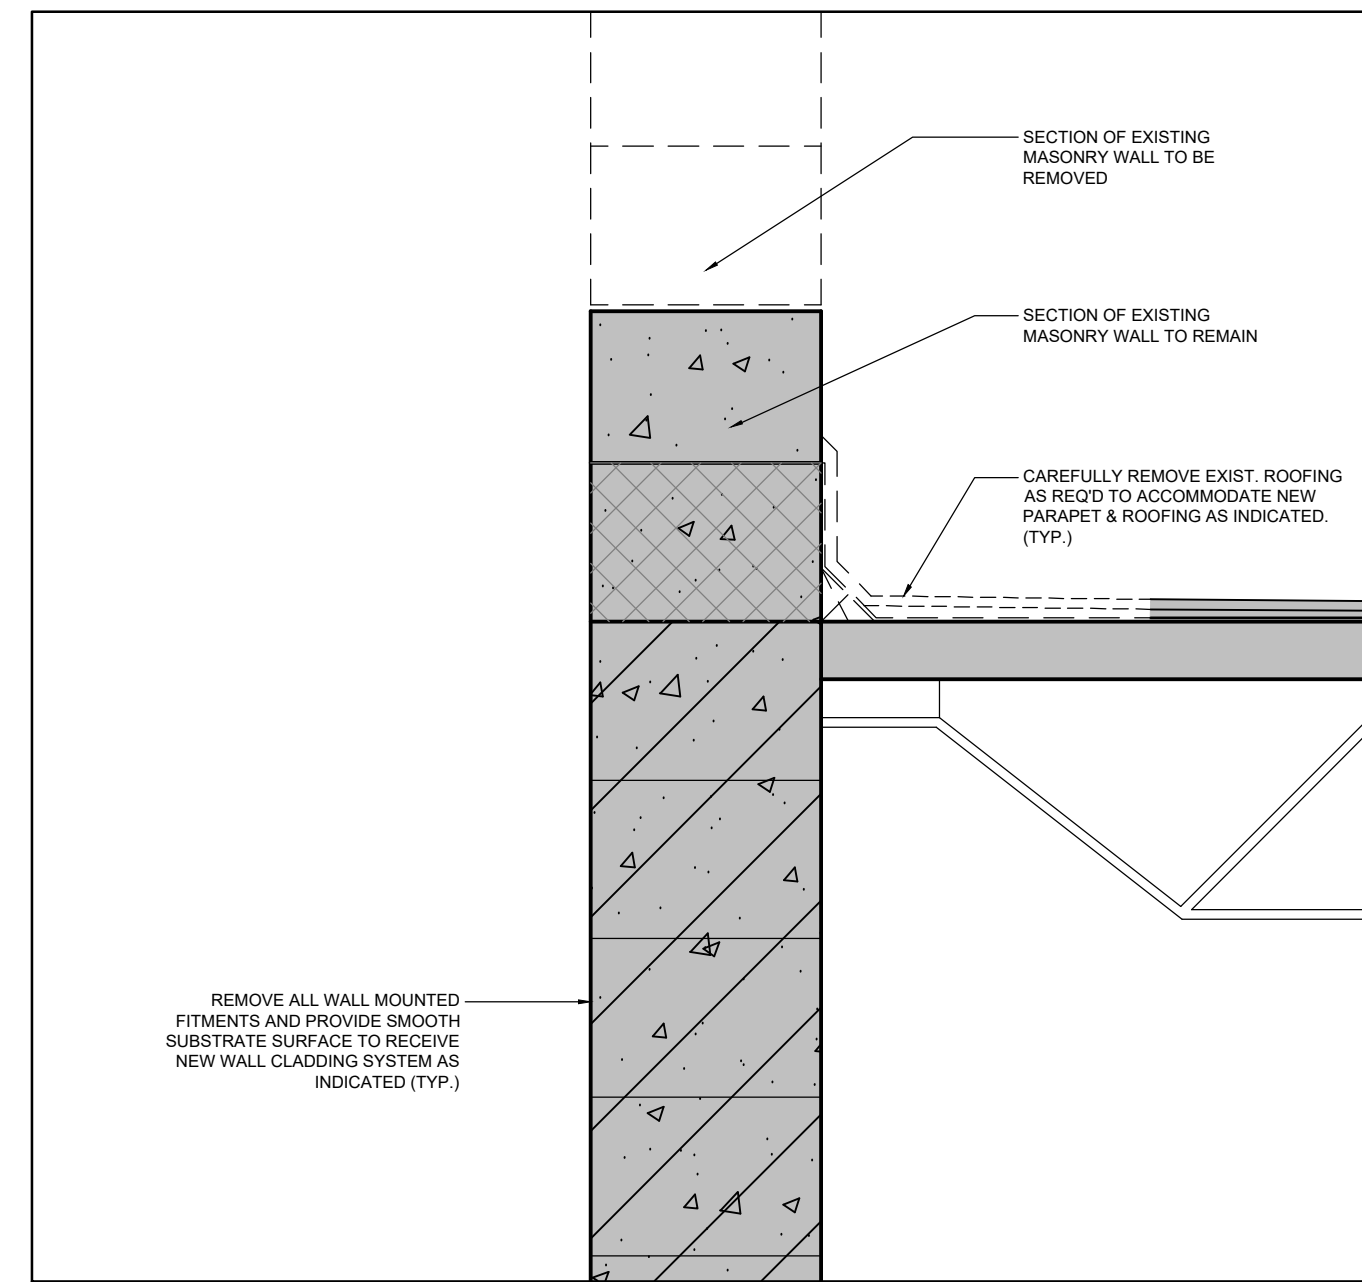 SECTION OF EXISTING
MASONRY WALL TO BE
REMOVED
SECTION OF EXISTING
MASONRY WALL TO REMAIN
CAREFULLY REMOVE EXIST. ROOFING
AS REQ'D TO ACCOMMODATE NEW
PARAPET & ROOFING AS INDICATED.
(TYP.)
REMOVE ALL WALL MOUNTED
FITMENTS AND PROVIDE SMOOTH
SUBSTRATE SURFACE TO RECEIVE
NEW WALL CLADDING SYSTEM AS
INDICATED (TYP.)